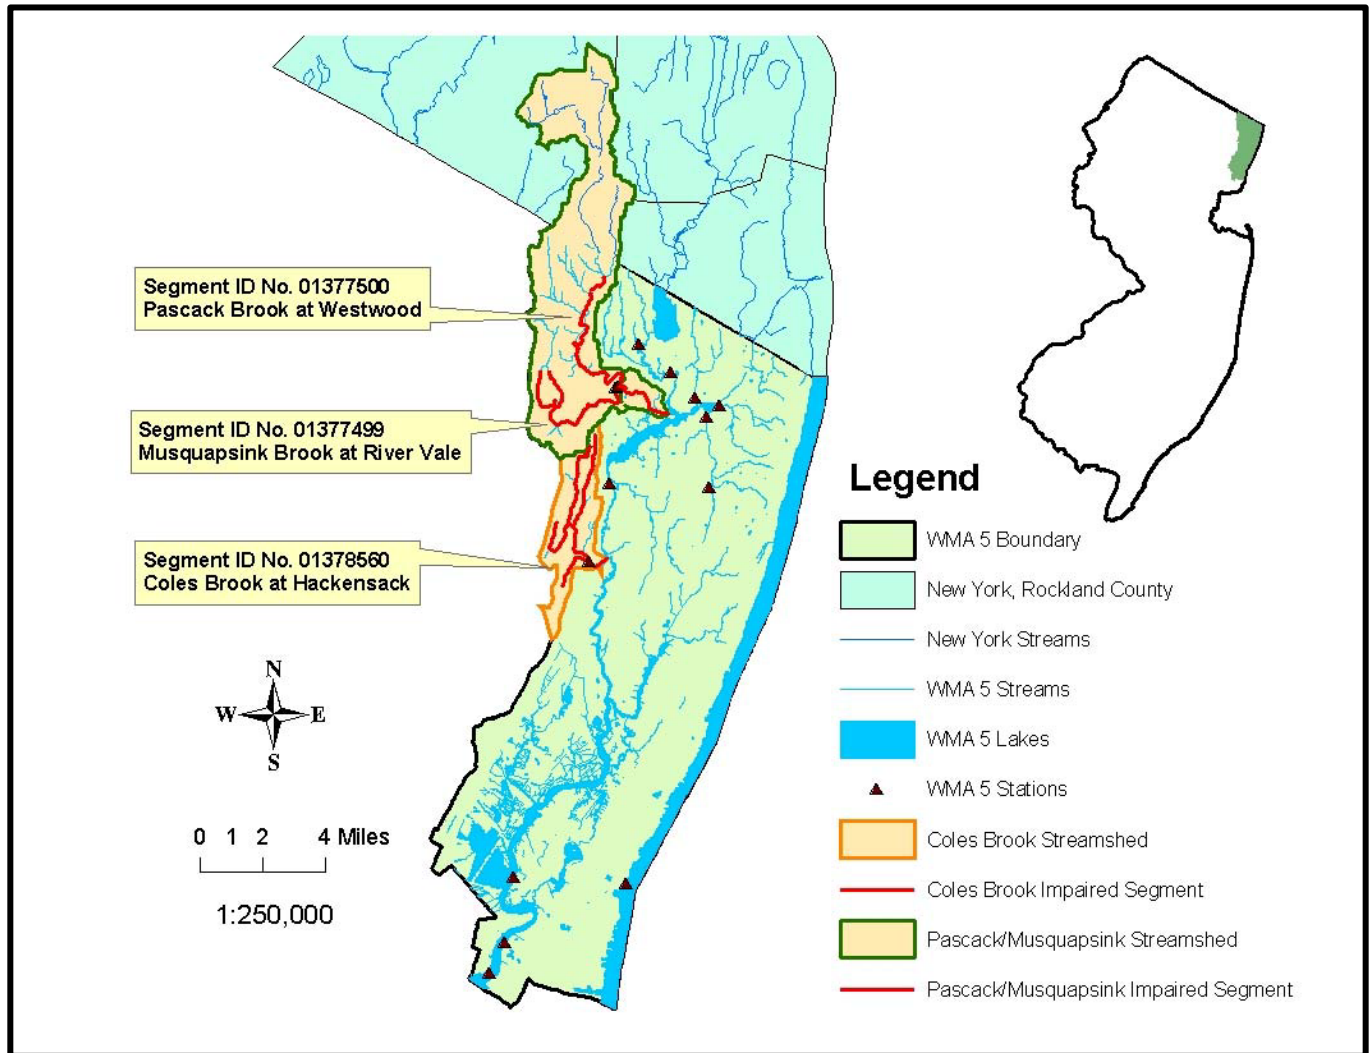 Segment ID No. 01377500
Pascack Brook at Westwood
Segment ID No. 01377499
Musquapsink Brook at River Vale
Segment ID No. 01378560
Coles Brook at Hackensack
N
W
E
S
0 1 2 4 Miles
1:250,000
Legend
WMA 5 Boundary
New York, Rockland County
New York Streams
WMA 5 Streams
WMA 5 Lakes
WMA 5 Stations
Coles Brook Streamshed
Coles Brook Impaired Segment
Pascack/Musquapsink Streamshed
Pascack/Musquapsink Impaired Segment